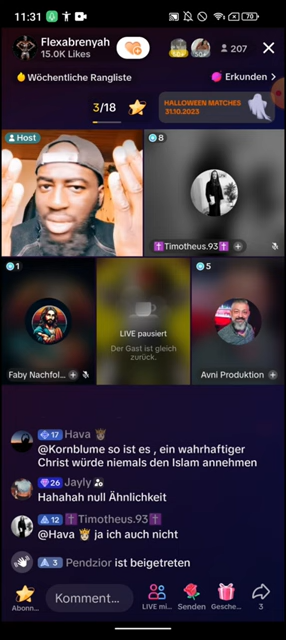 11:31
70
Flexabrenyah
15.0K Likes
207
Wöchentliche Rangliste
Erkunden >
3/18
HALLOWEEN MATCHES
31.10.2023
Host
8
✝️Timotheus.93✝️
1
5
LIVE pausiert
Der Gast ist gleich
zurück.
Faby Nachfol...
Avni Produktion
17 Hava
@Kornblume so ist es , ein wahrhaftiger
Christ würde niemals den Islam annehmen
26 Jayly
Hahahah null Ähnlichkeit
12 ✝️Timotheus.93✝️
@Hava 🦁 ja ich auch nicht
3 Pendzior ist beigetreten
Kommentar...
Abonn...
LIVE mi...
Senden
Gesche...
3